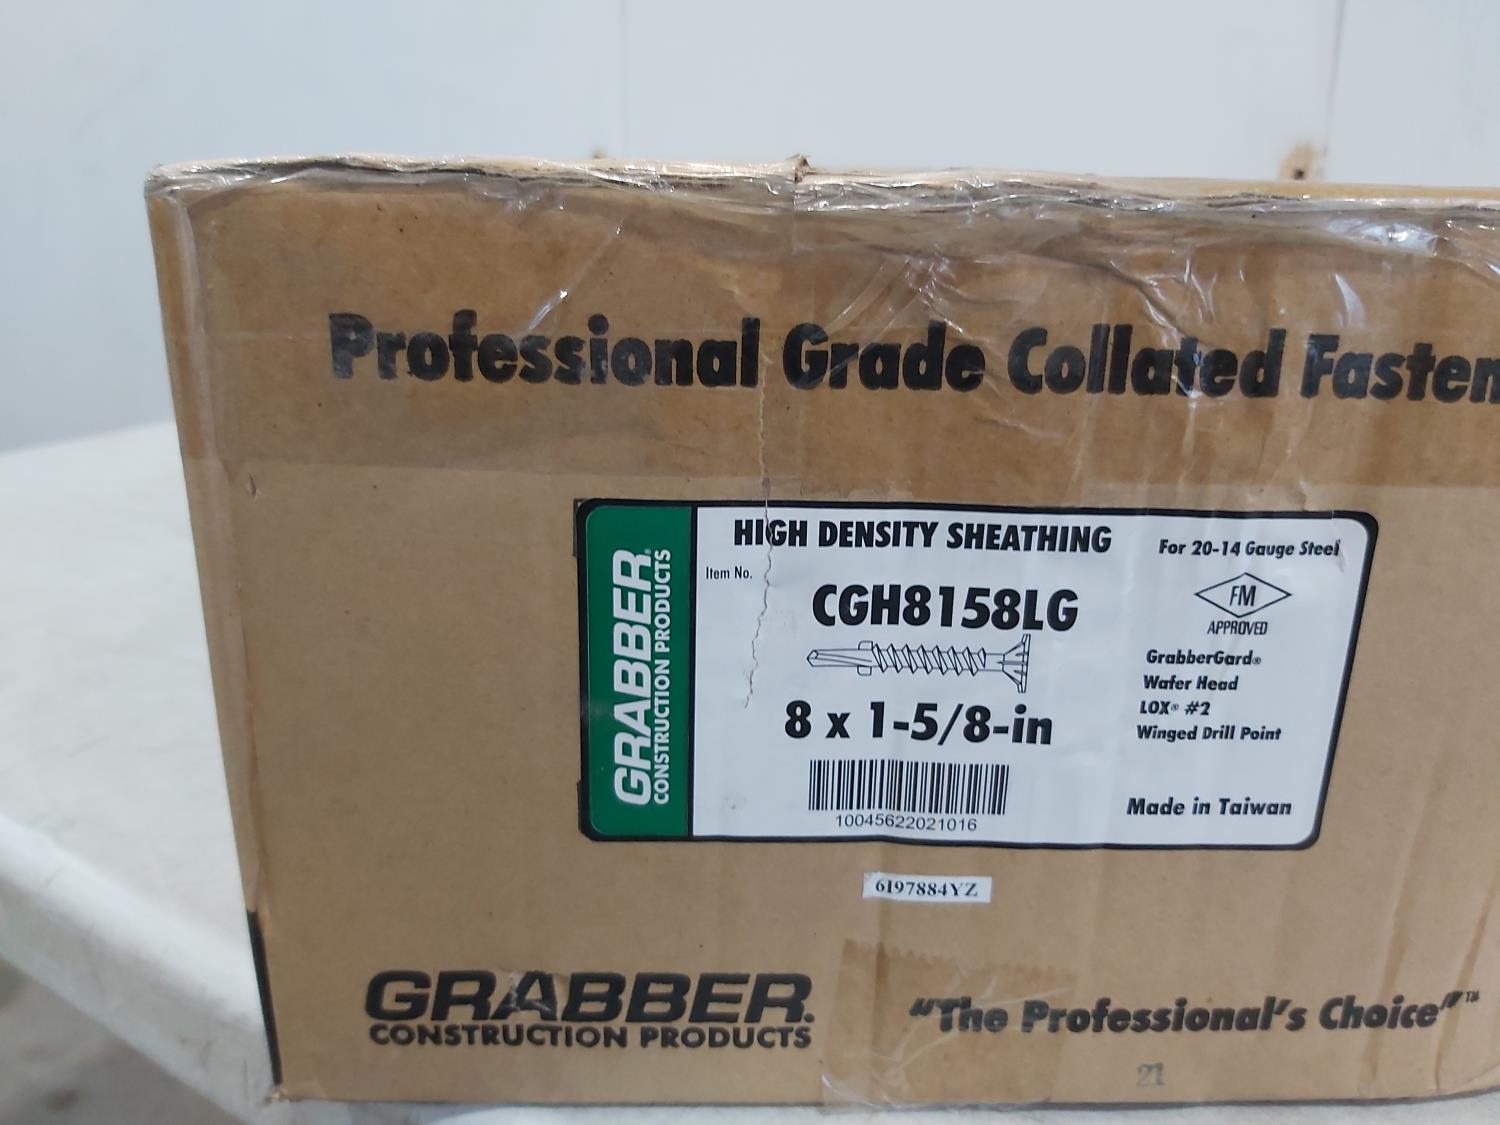 Professional Grade Collated Fasten
GRABBER®
CONSTRUCTION PRODUCTS
HIGH DENSITY SHEATHING
For 20-14 Gauge Steel
Item No.
CGH8158LG
FM
APPROVED
GrabberGard®
Wafer Head
LOX® #2
Winged Drill Point
8 x 1-5/8-in
10045622021016
Made in Taiwan
6I97884YZ
GRABBER®
CONSTRUCTION PRODUCTS
"The Professional's Choice"™
21